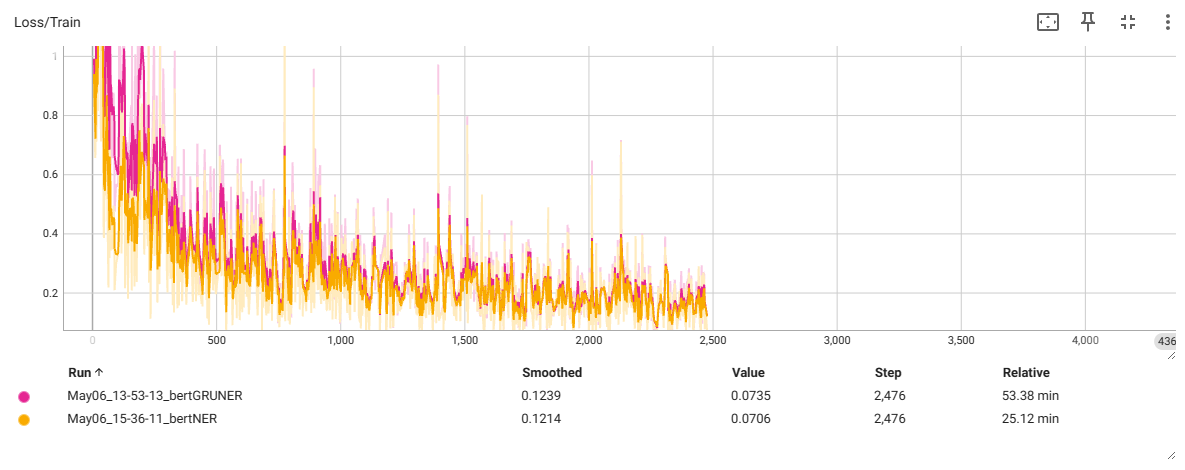 Loss/Train
1
0.8
0.6
0.4
0.2
0 500 1,000 1,500 2,000 2,500 3,000 3,500 4,000 436
Run ↑ Smoothed Value Step Relative
May06_13-53-13_bertGRUNER 0.1239 0.0735 2,476 53.38 min
May06_15-36-11_bertNER 0.1214 0.0706 2,476 25.12 min